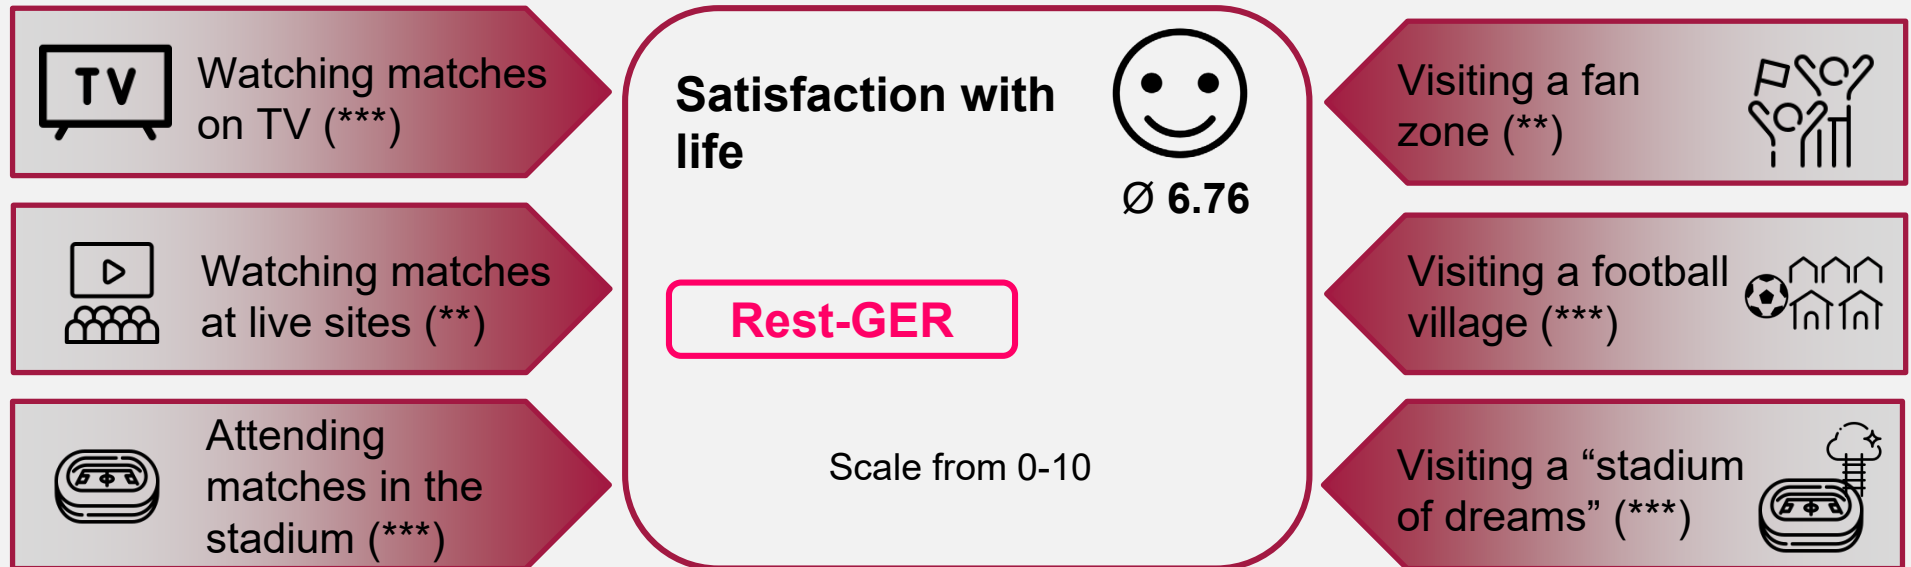 TV
Watching matches
on TV (***)
Watching matches
at live sites (**)
Attending
matches in the
stadium (***)
Satisfaction with
life
Ø 6.76
Rest-GER
Scale from 0-10
Visiting a fan
zone (**)
Visiting a football
village (***)
Visiting a “stadium
of dreams” (***)